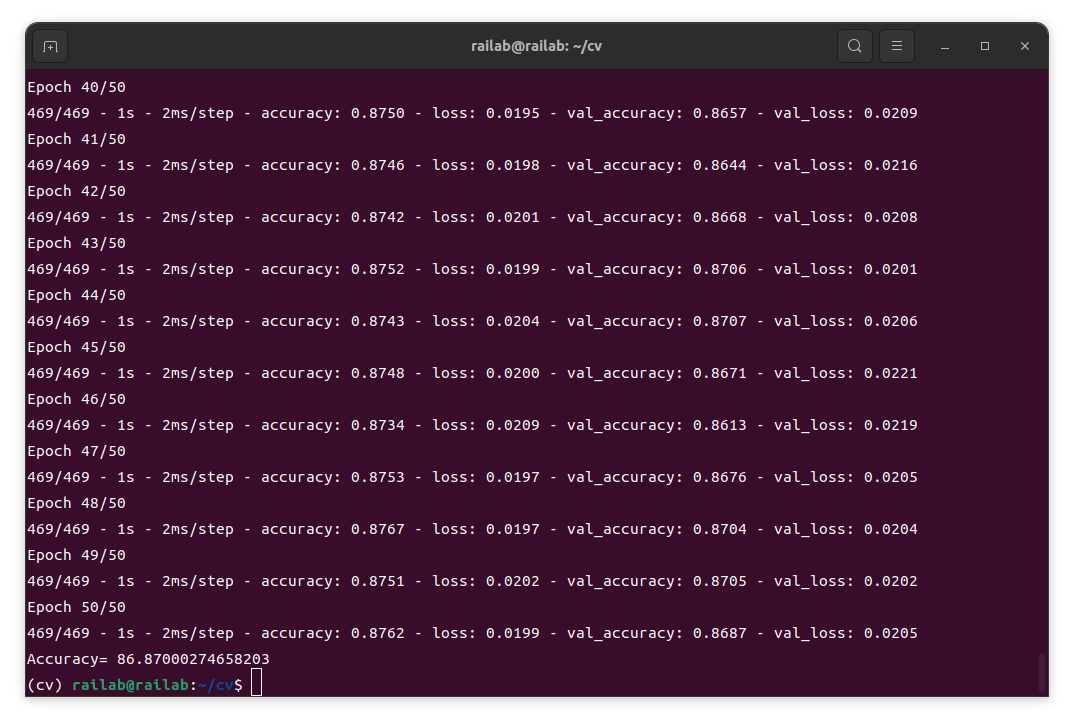 railab@railab: ~/cv
Epoch 40/50
469/469 - 1s - 2ms/step - accuracy: 0.8750 - loss: 0.0195 - val_accuracy: 0.8657 - val_loss: 0.0209
Epoch 41/50
469/469 - 1s - 2ms/step - accuracy: 0.8746 - loss: 0.0198 - val_accuracy: 0.8644 - val_loss: 0.0216
Epoch 42/50
469/469 - 1s - 2ms/step - accuracy: 0.8742 - loss: 0.0201 - val_accuracy: 0.8668 - val_loss: 0.0208
Epoch 43/50
469/469 - 1s - 2ms/step - accuracy: 0.8752 - loss: 0.0199 - val_accuracy: 0.8706 - val_loss: 0.0201
Epoch 44/50
469/469 - 1s - 2ms/step - accuracy: 0.8743 - loss: 0.0204 - val_accuracy: 0.8707 - val_loss: 0.0206
Epoch 45/50
469/469 - 1s - 2ms/step - accuracy: 0.8748 - loss: 0.0200 - val_accuracy: 0.8671 - val_loss: 0.0221
Epoch 46/50
469/469 - 1s - 2ms/step - accuracy: 0.8734 - loss: 0.0209 - val_accuracy: 0.8613 - val_loss: 0.0219
Epoch 47/50
469/469 - 1s - 2ms/step - accuracy: 0.8753 - loss: 0.0197 - val_accuracy: 0.8676 - val_loss: 0.0205
Epoch 48/50
469/469 - 1s - 2ms/step - accuracy: 0.8767 - loss: 0.0197 - val_accuracy: 0.8704 - val_loss: 0.0204
Epoch 49/50
469/469 - 1s - 2ms/step - accuracy: 0.8751 - loss: 0.0202 - val_accuracy: 0.8705 - val_loss: 0.0202
Epoch 50/50
469/469 - 1s - 2ms/step - accuracy: 0.8762 - loss: 0.0199 - val_accuracy: 0.8687 - val_loss: 0.0205
Accuracy= 86.87000274658203
(cv) railab@railab:~/cv$